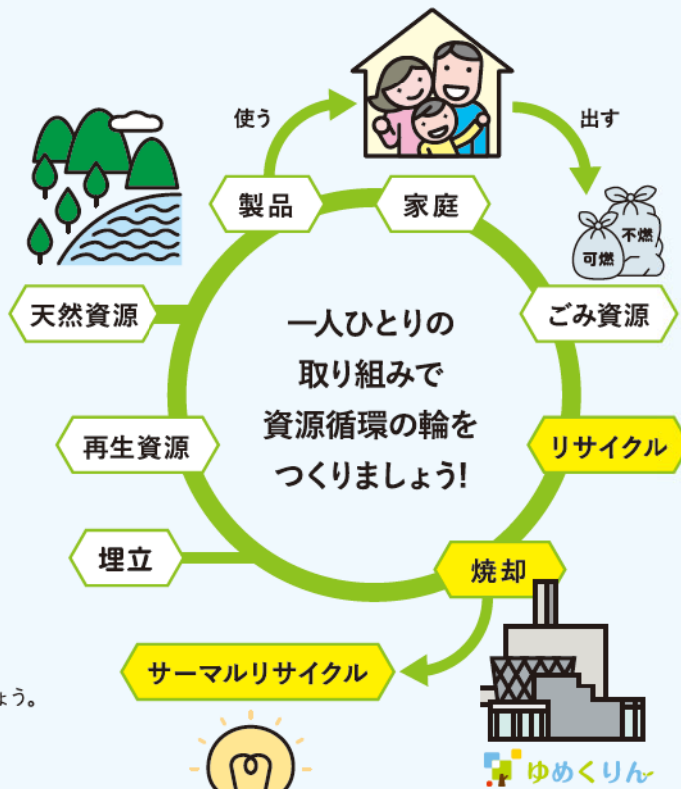 使う
出す
製品
家庭
不燃
可燃
天然資源
ごみ資源
一人ひとりの
取り組みで
資源循環の輪を
つくりましょう!
再生資源
リサイクル
埋立
焼却
サーマルリサイクル
ょう。
ゆめくりん